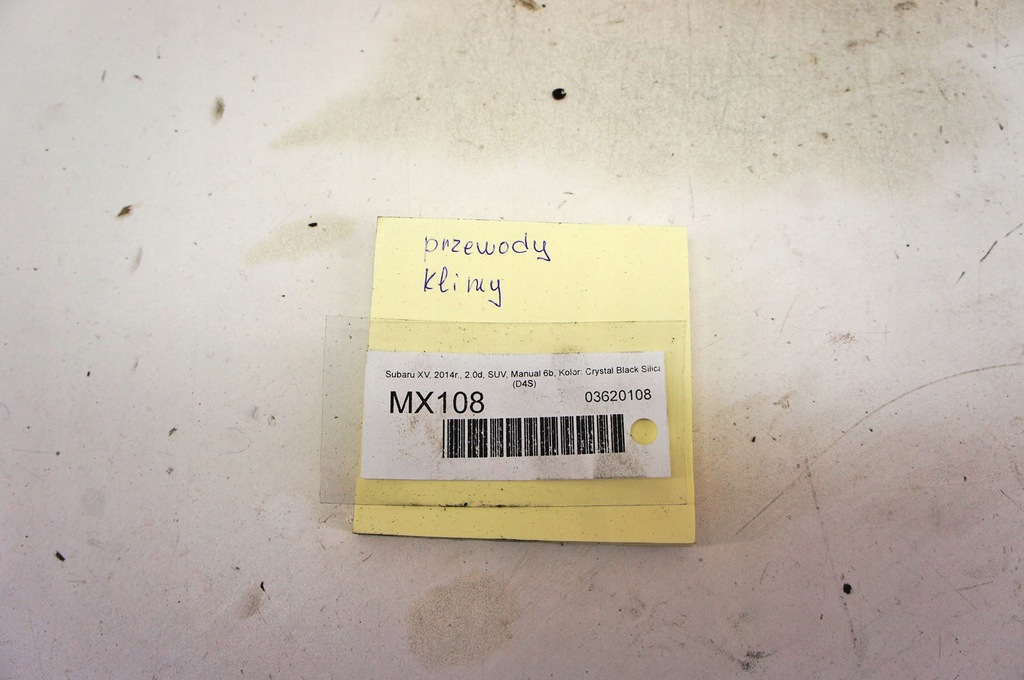 przewody
klimy
Subaru XV, 2014r., 2.0d, SUV, Manual 6b, Kolor: Crystal Black Silica
(D4S)
MX108
03620108